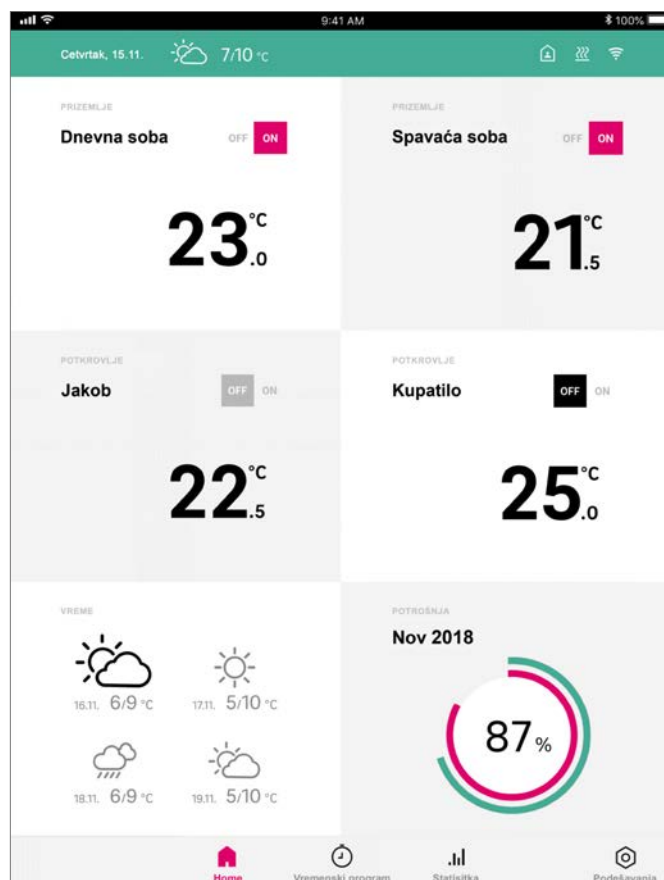 9:41 AM 100%
Cetvrtak, 15.11. 7/10 °C
PRIZEMLJE
Dnevna soba OFF ON
23.0 °C
PRIZEMLJE
Spavaća soba OFF ON
21.5 °C
POTKROVLJE
Jakob OFF ON
22.5 °C
POTKROVLJE
Kupatilo OFF ON
25.0 °C
VREME
16.11. 6/9 °C 17.11. 5/10 °C
18.11. 6/9 °C 19.11. 5/10 °C
POTROŠNJA
Nov 2018
87%
Home Vremenski program Statisitka Podešavanja